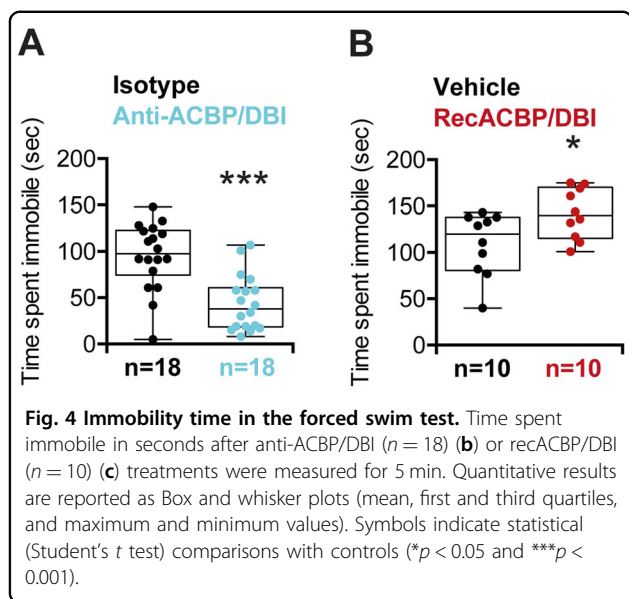 A
Isotype
Anti-ACBP/DBI
Time spent immobile (sec)
200
150
100
50
0
***
n=18
n=18
B
Vehicle
RecACBP/DBI
Time spent immobile (sec)
200
150
100
50
0
*
n=10
n=10
Fig. 4 Immobility time in the forced swim test. Time spent
immobile in seconds after anti-ACBP/DBI (n = 18) (b) or recACBP/DBI
(n = 10) (c) treatments were measured for 5 min. Quantitative results
are reported as Box and whisker plots (mean, first and third quartiles,
and maximum and minimum values). Symbols indicate statistical
(Student's t test) comparisons with controls (*p < 0.05 and ***p <
0.001).